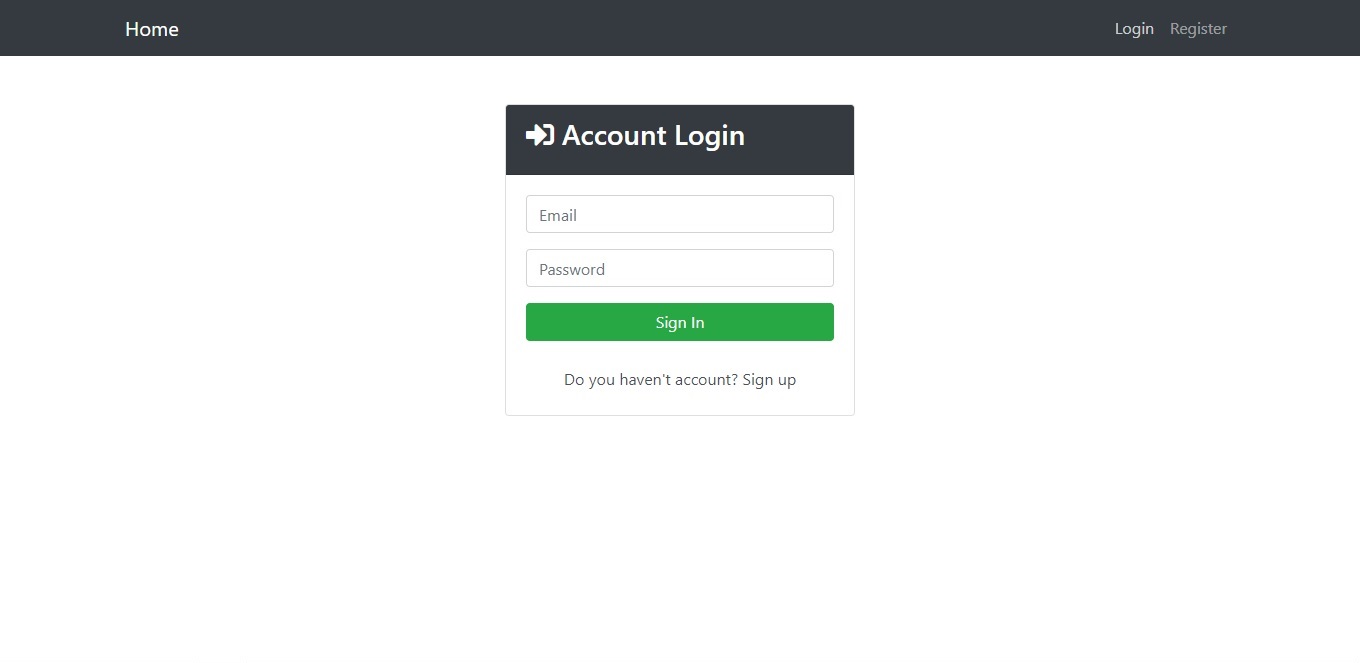 Home Login Register
Account Login
Email
Password
Sign In
Do you haven't account? Sign up